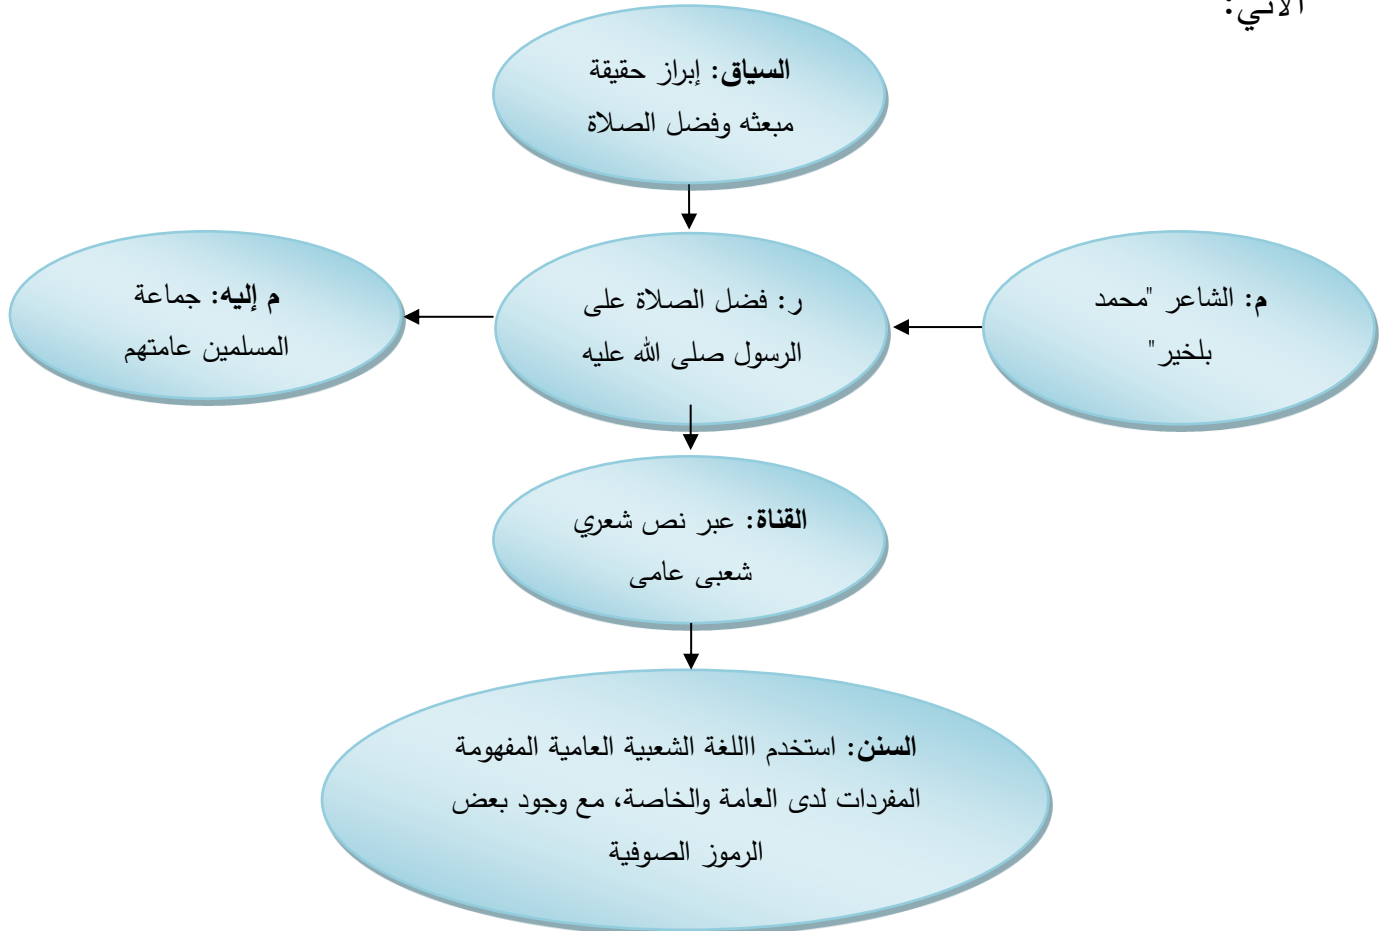 الآتي:
السياق: إبراز حقيقة
مبعثه وفضل الصلاة
م: الشاعر "محمد
بلخير"
ر: فضل الصلاة على
الرسول صلى الله عليه
م إليه: جماعة
المسلمين عامتهم
القناة: عبر نص شعري
شعبي عامي
السنن: استخدم االلغة الشعبية العامية المفهومة
المفردات لدى العامة والخاصة، مع وجود بعض
الرموز الصوفية